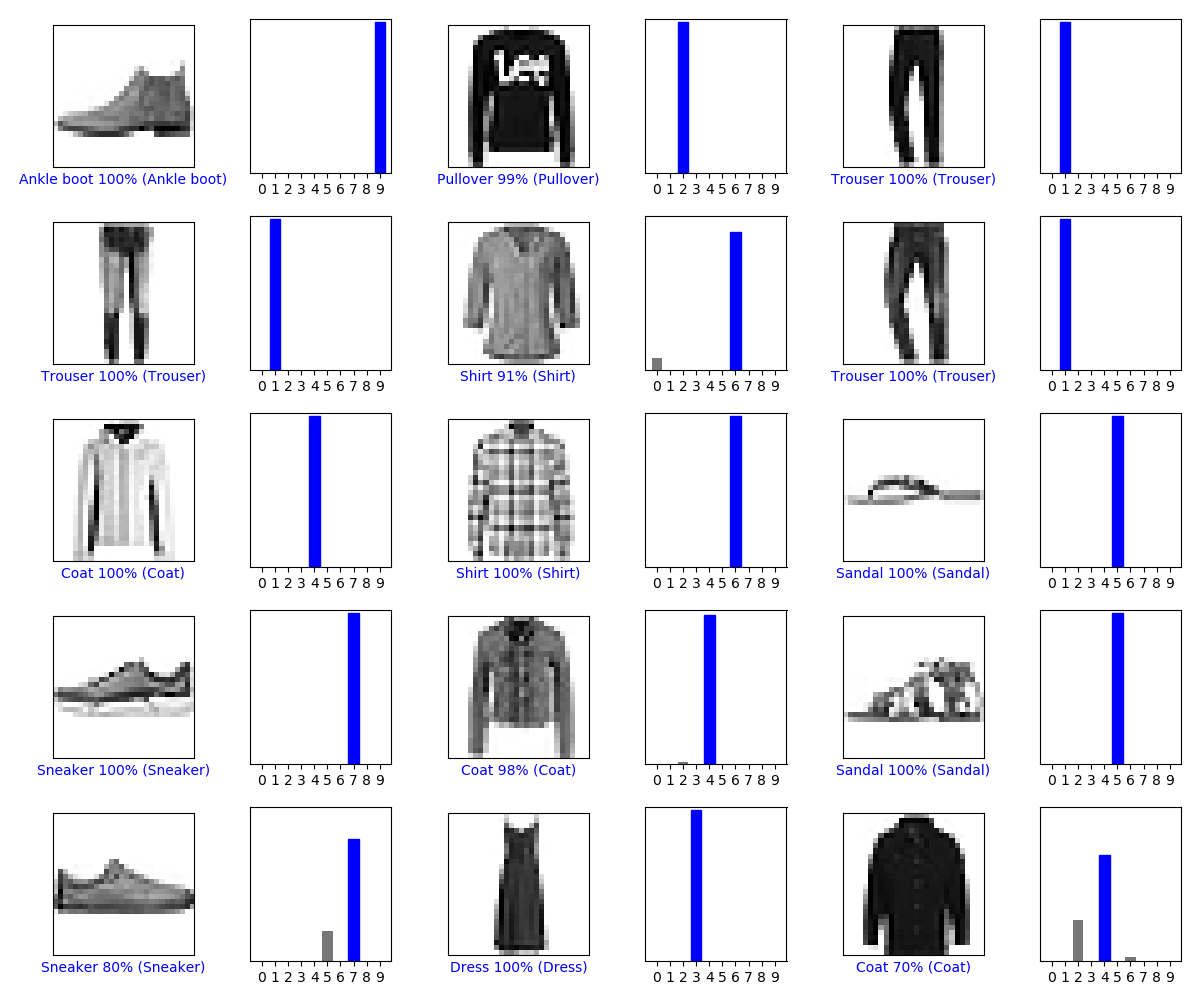 Lee
0 1 2 3 4 5 6 7 8 9
0 1 2 3 4 5 6 7 8 9
0 1 2 3 4 5 6 7 8 9
Ankle boot 100% (Ankle boot)
Pullover 99% (Pullover)
Trouser 100% (Trouser)
0 1 2 3 4 5 6 7 8 9
0 1 2 3 4 5 6 7 8 9
0 1 2 3 4 5 6 7 8 9
Trouser 100% (Trouser)
Shirt 91% (Shirt)
Trouser 100% (Trouser)
0 1 2 3 4 5 6 7 8 9
0 1 2 3 4 5 6 7 8 9
0 1 2 3 4 5 6 7 8 9
Coat 100% (Coat)
Shirt 100% (Shirt)
Sandal 100% (Sandal)
0 1 2 3 4 5 6 7 8 9
0 1 2 3 4 5 6 7 8 9
0 1 2 3 4 5 6 7 8 9
Sneaker 100% (Sneaker)
Coat 98% (Coat)
Sandal 100% (Sandal)
0 1 2 3 4 5 6 7 8 9
0 1 2 3 4 5 6 7 8 9
0 1 2 3 4 5 6 7 8 9
Sneaker 80% (Sneaker)
Dress 100% (Dress)
Coat 70% (Coat)